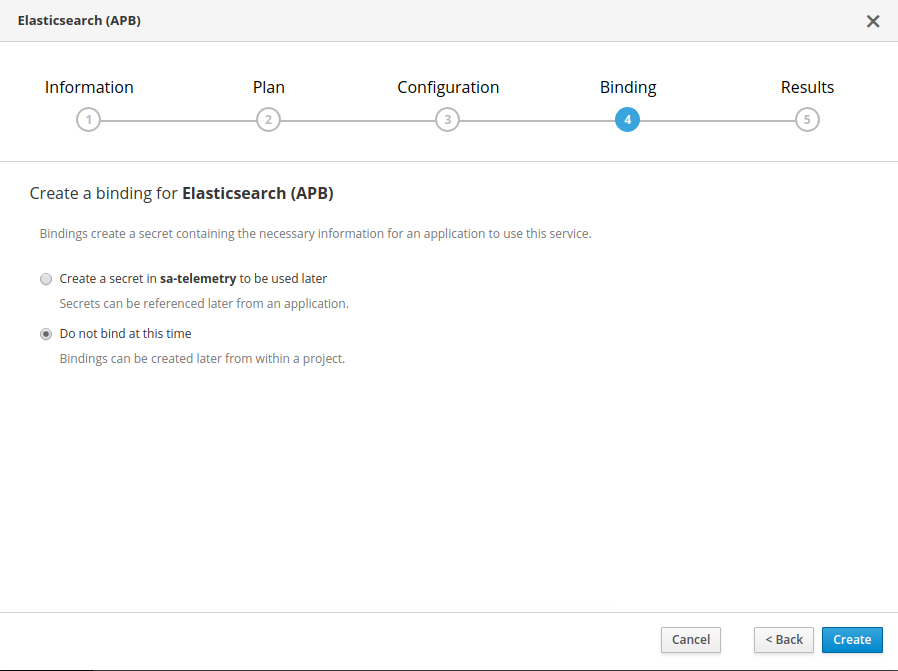 Elasticsearch (APB)
Information Plan Configuration Binding Results
1 2 3 4 5
Create a binding for Elasticsearch (APB)
Bindings create a secret containing the necessary information for an application to use this service.
Create a secret in sa-telemetry to be used later
Secrets can be referenced later from an application.
Do not bind at this time
Bindings can be created later from within a project.
Cancel < Back Create